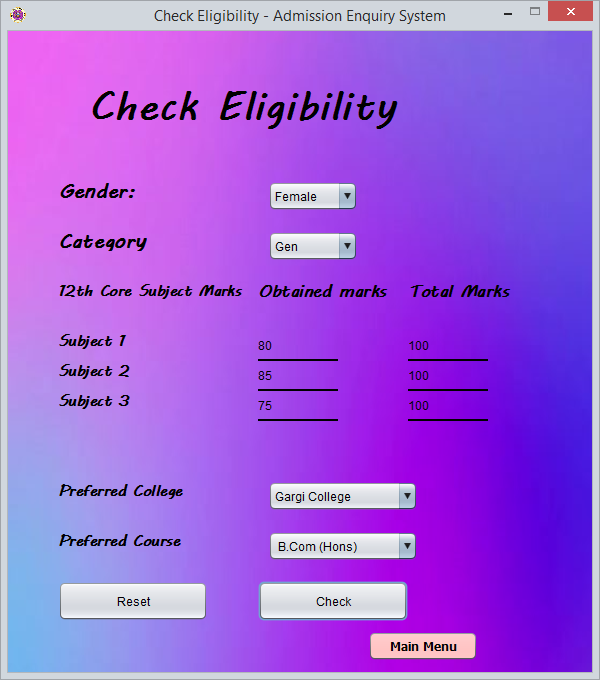 Check Eligibility - Admission Enquiry System
Check Eligibility
Gender: Female
Category Gen
12th Core Subject Marks Obtained marks Total Marks
Subject 1 80 100
Subject 2 85 100
Subject 3 75 100
Preferred College Gargi College
Preferred Course B.Com (Hons)
Reset Check
Main Menu